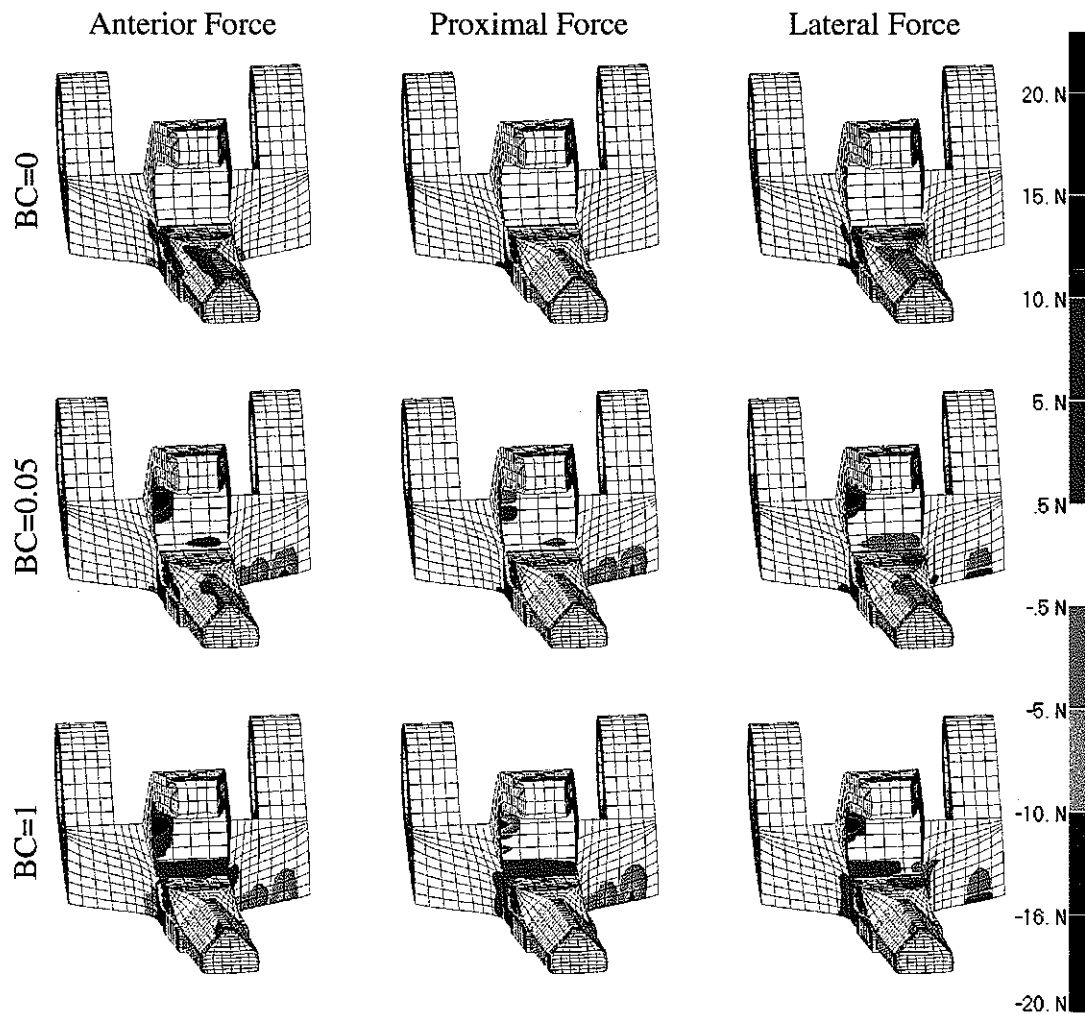 Anterior Force Proximal Force Lateral Force
BC=0
BC=0.05
BC=1
20. N
15. N
10. N
5. N
.5 N
-.5 N
-5. N
-10. N
-16. N
-20. N